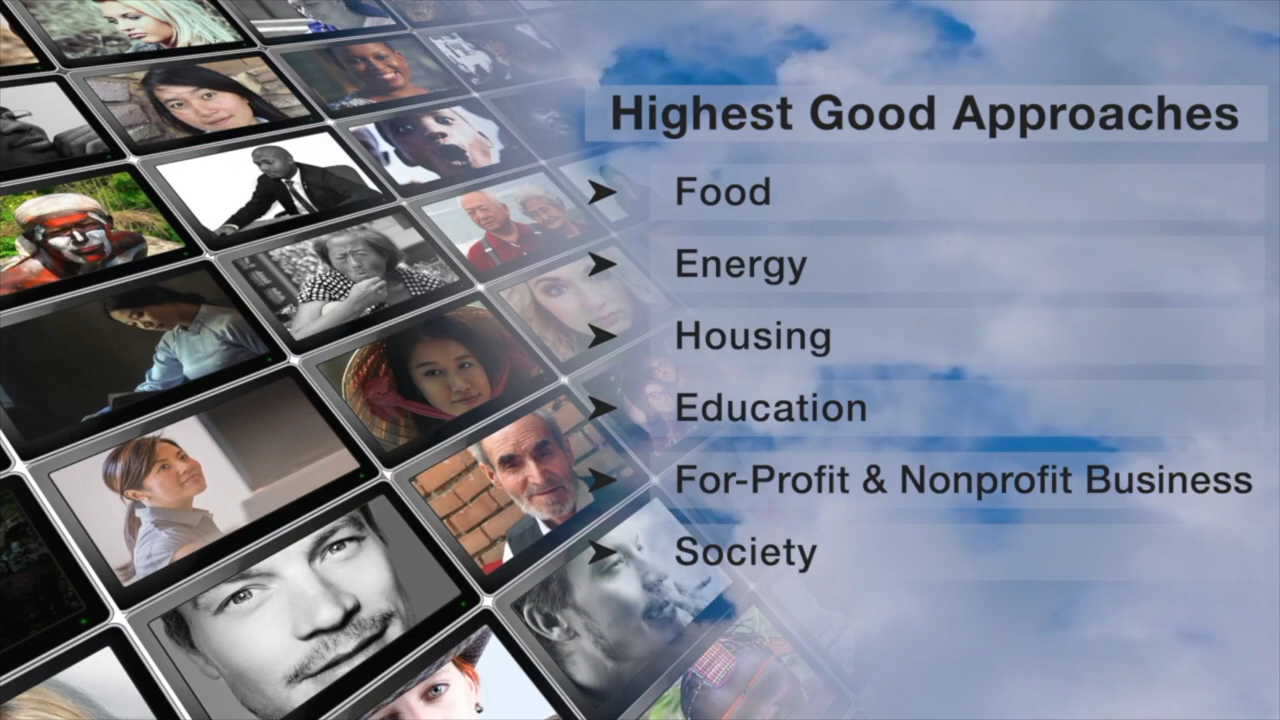 Highest Good Approaches
➤ Food
➤ Energy
➤ Housing
➤ Education
➤ For-Profit & Nonprofit Business
➤ Society